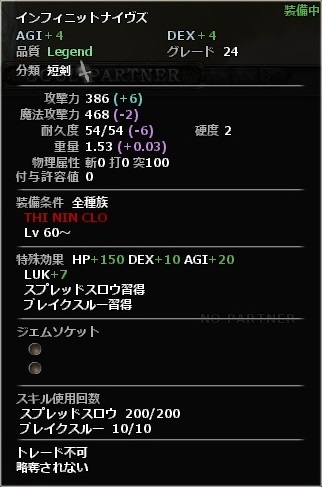 装備中
インフィニットナイヴズ
AGI+4 DEX+4
品質 Legend グレード 24
分類 短剣
PARTNER
攻撃力 386 (+6)
魔法攻撃力 468 (-2)
耐久度 54/54 (-6) 硬度 2
重量 1.53 (+0.03)
物理属性 斬0 打0 突100
付与許容値 0
装備条件 全種族
THI NIN CLO
Lv 60～
特殊効果 HP+150 DEX+10 AGI+20
LUK+7
スプレッドスロウ習得
ブレイクスルー習得
NO PARTNER
ジェムソケット
スキル使用回数
スプレッドスロウ 200/200
ブレイクスルー 10/10
トレード不可
略奪されない